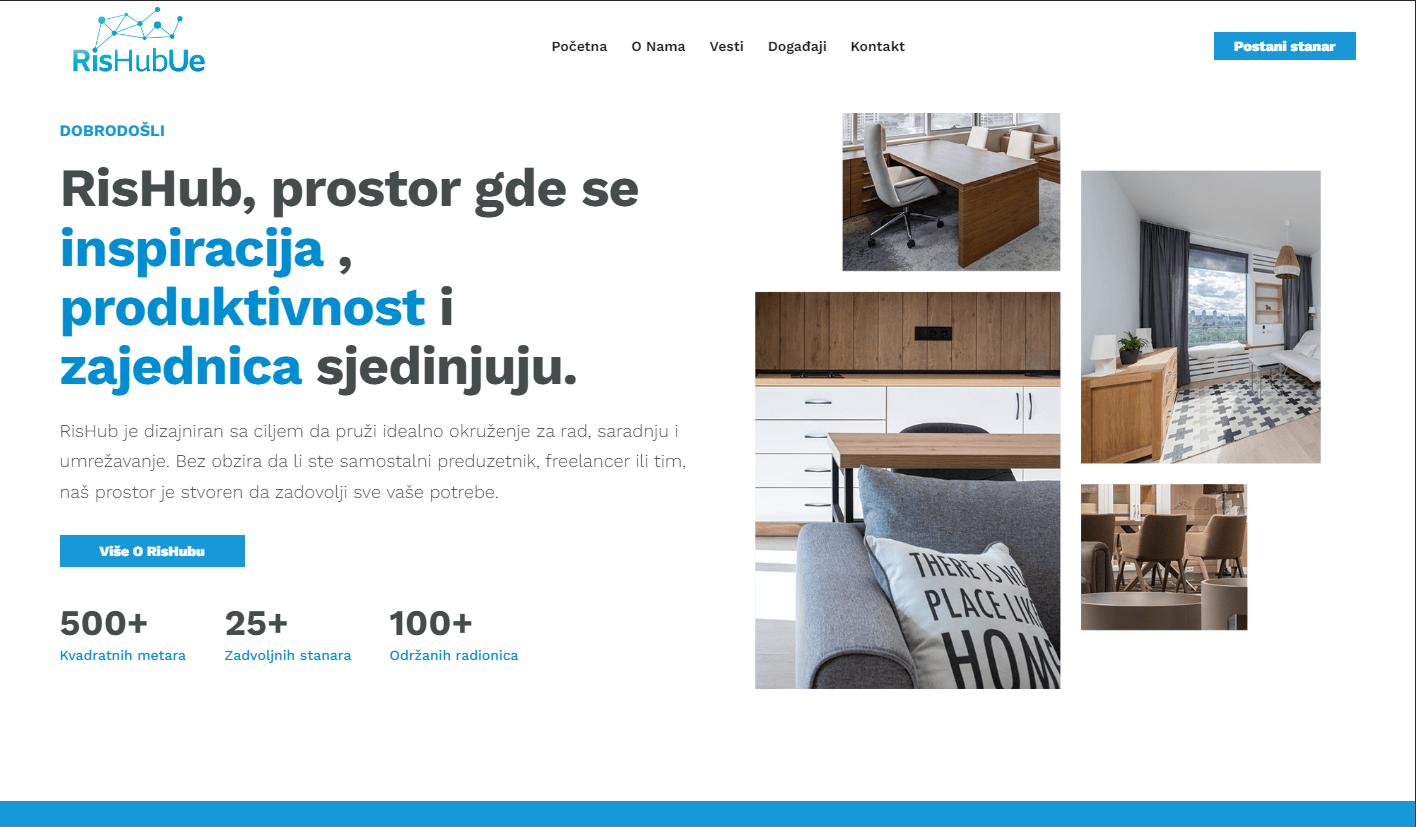 RisHubUe
Početna O Nama Vesti Događaji Kontakt
Postani stanar
DOBRODOŠLI
RisHub, prostor gde se
inspiracija ,
produktivnost i
zajednica sjedinjuju.
RisHub je dizajniran sa ciljem da pruži idealno okruženje za rad, saradnju i
umrežavanje. Bez obzira da li ste samostalni preduzetnik, freelancer ili tim,
naš prostor je stvoren da zadovolji sve vaše potrebe.
Više O RisHubu
500+ 25+ 100+
Kvadratnih metara Zadvoljnih stanara Održanih radionica
THERE IS NO
PLACE LIKE
HOME